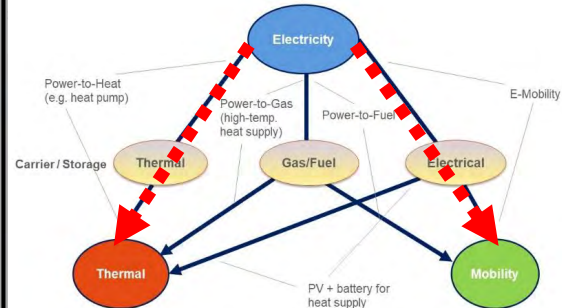 Electricity
Power-to-Heat
(e.g. heat pump)
Power-to-Gas
(high-temp.
heat supply)
Power-to-Fuel
E-Mobility
Carrier / Storage
Thermal
Gas/Fuel
Electrical
Thermal
Mobility
PV + battery for
heat supply